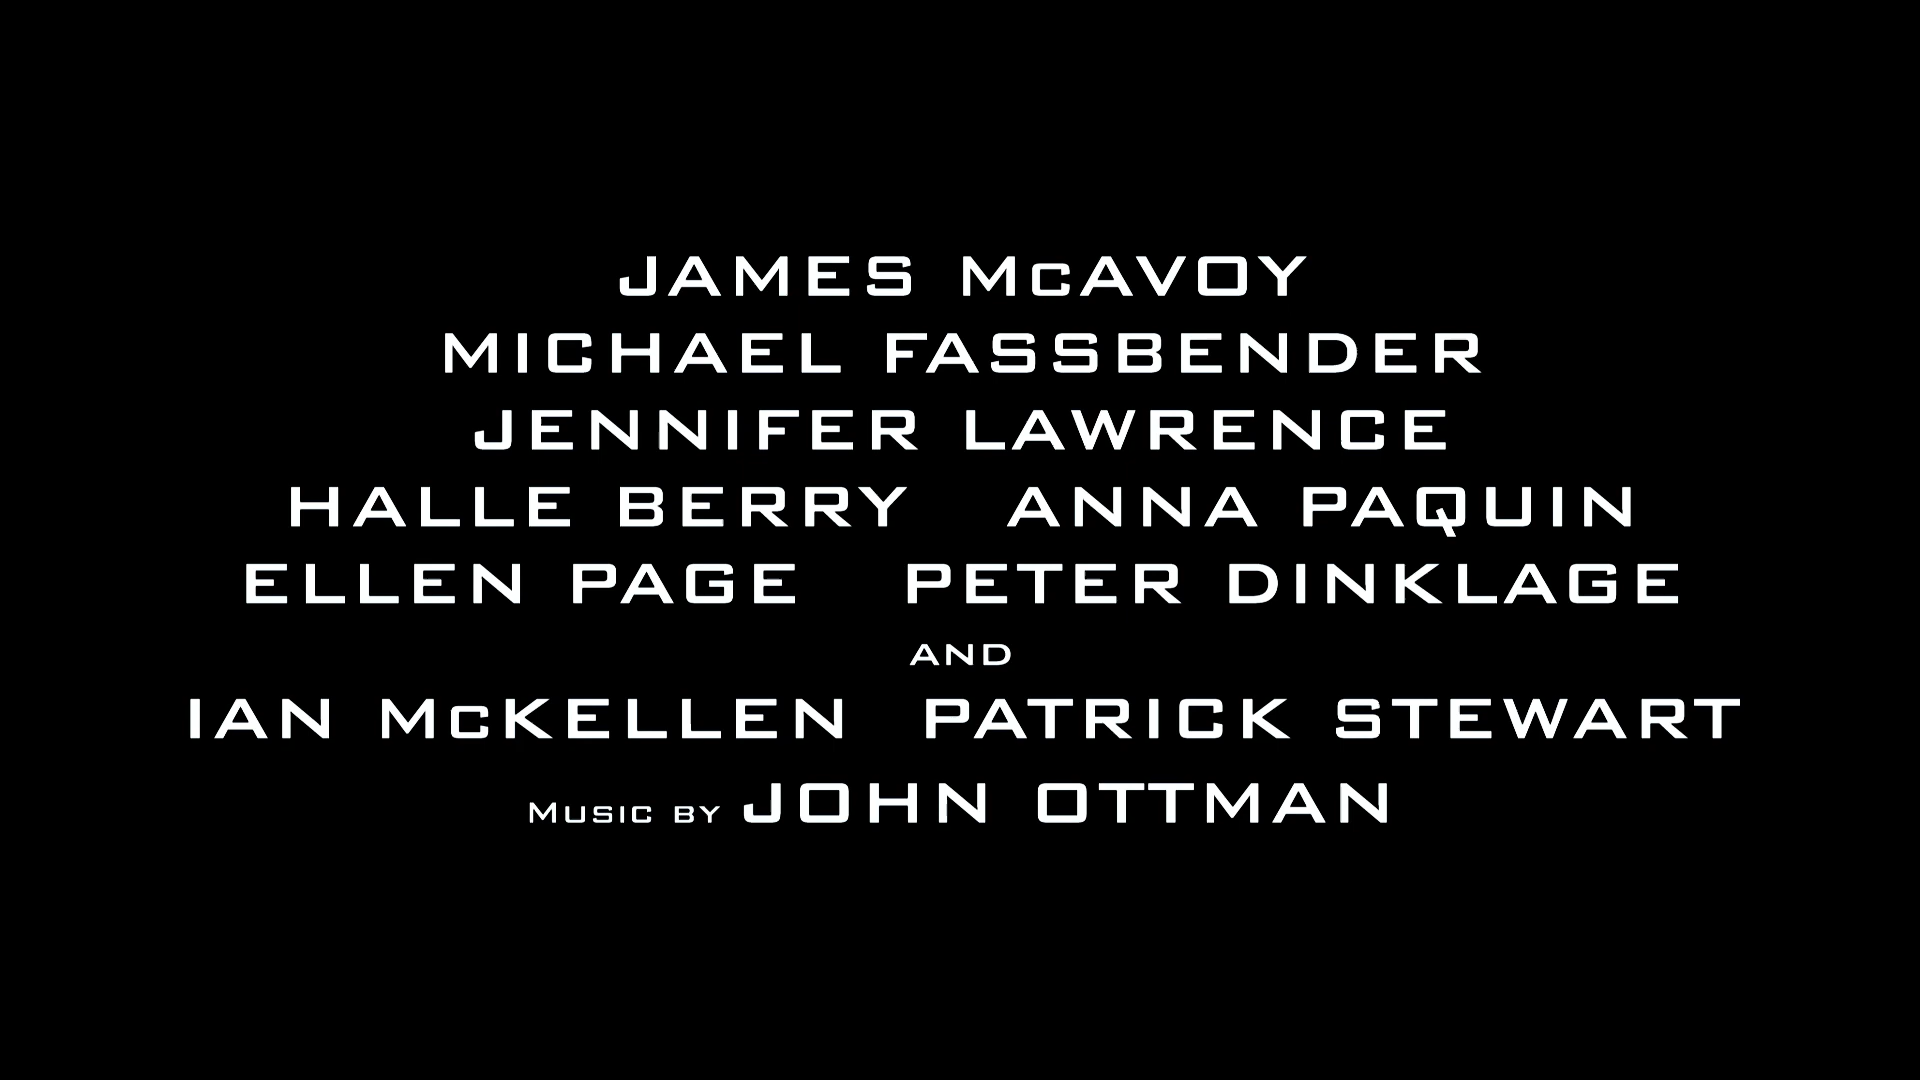 JAMES McAVOY
MICHAEL FASSBENDER
JENNIFER LAWRENCE
HALLE BERRY ANNA PAQUIN
ELLEN PAGE PETER DINKLAGE
AND
IAN McKELLEN PATRICK STEWART
MUSIC BY JOHN OTTMAN